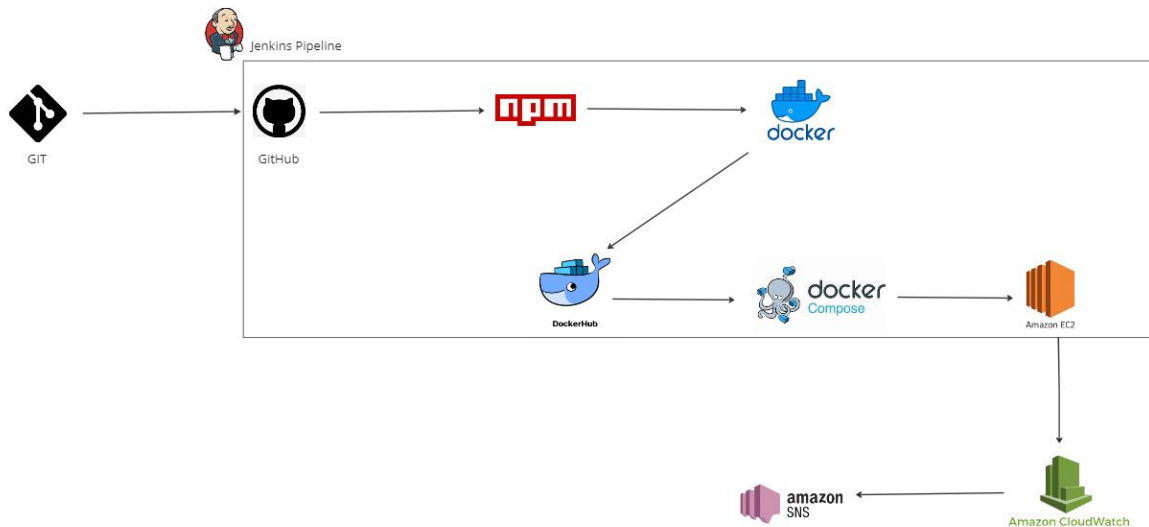 Jenkins Pipeline
GIT
GitHub
npm
docker
DockerHub
docker
Compose
Amazon EC2
amazon
SNS
Amazon CloudWatch